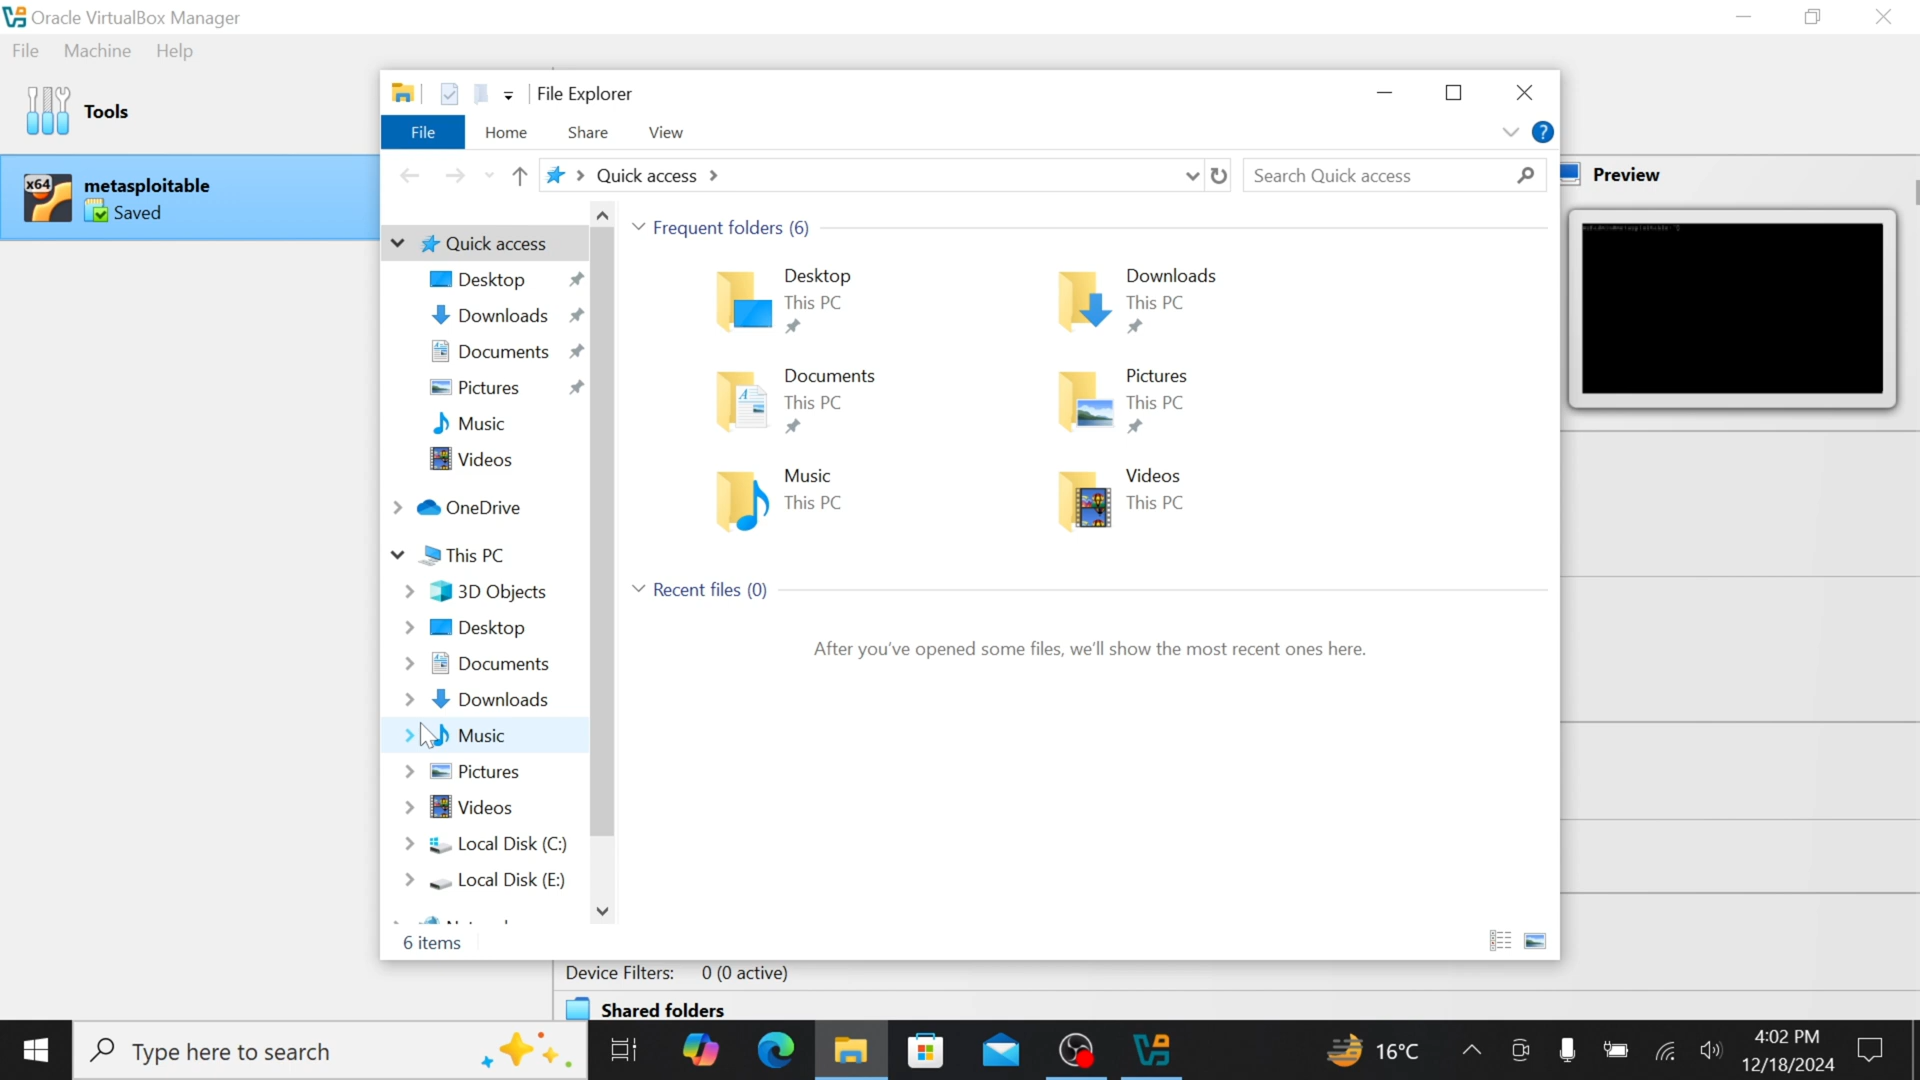 Oracle VirtualBox Manager
File Machine Help
Tools
x64
metasploitable
Saved
File Explorer
File Home Share View
Quick access
Search Quick access
Preview
Quick access
Desktop
Downloads
Documents
Pictures
Music
Videos
OneDrive
This PC
3D Objects
Desktop
Documents
Downloads
Music
Pictures
Videos
Local Disk (C:)
Local Disk (E:)
Frequent folders (6)
Desktop
This PC
Downloads
This PC
Documents
This PC
Pictures
This PC
Music
This PC
Videos
This PC
Recent files (0)
After you've opened some files, we'll show the most recent ones here.
6 items
Device Filters: 0 (0 active)
Shared folders
Type here to search
16°C
4:02 PM
12/18/2024